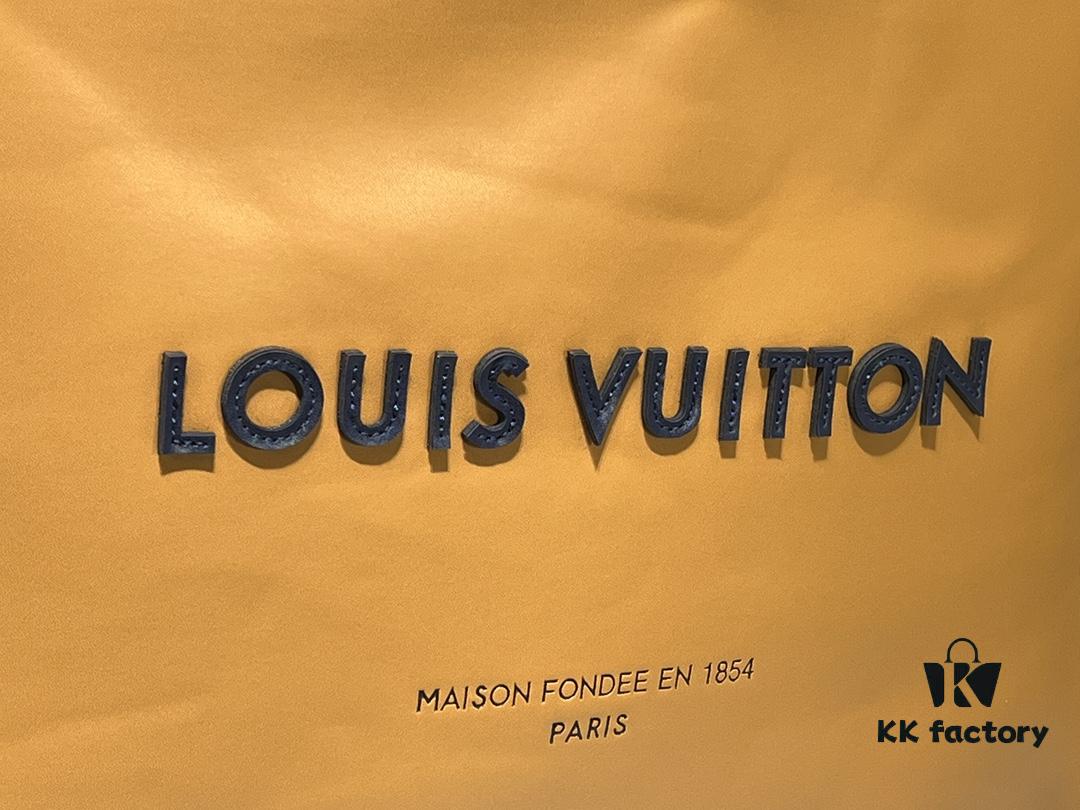 LOUIS VUITTON
MAISON FONDEE EN 1854
PARIS
K
KK factory